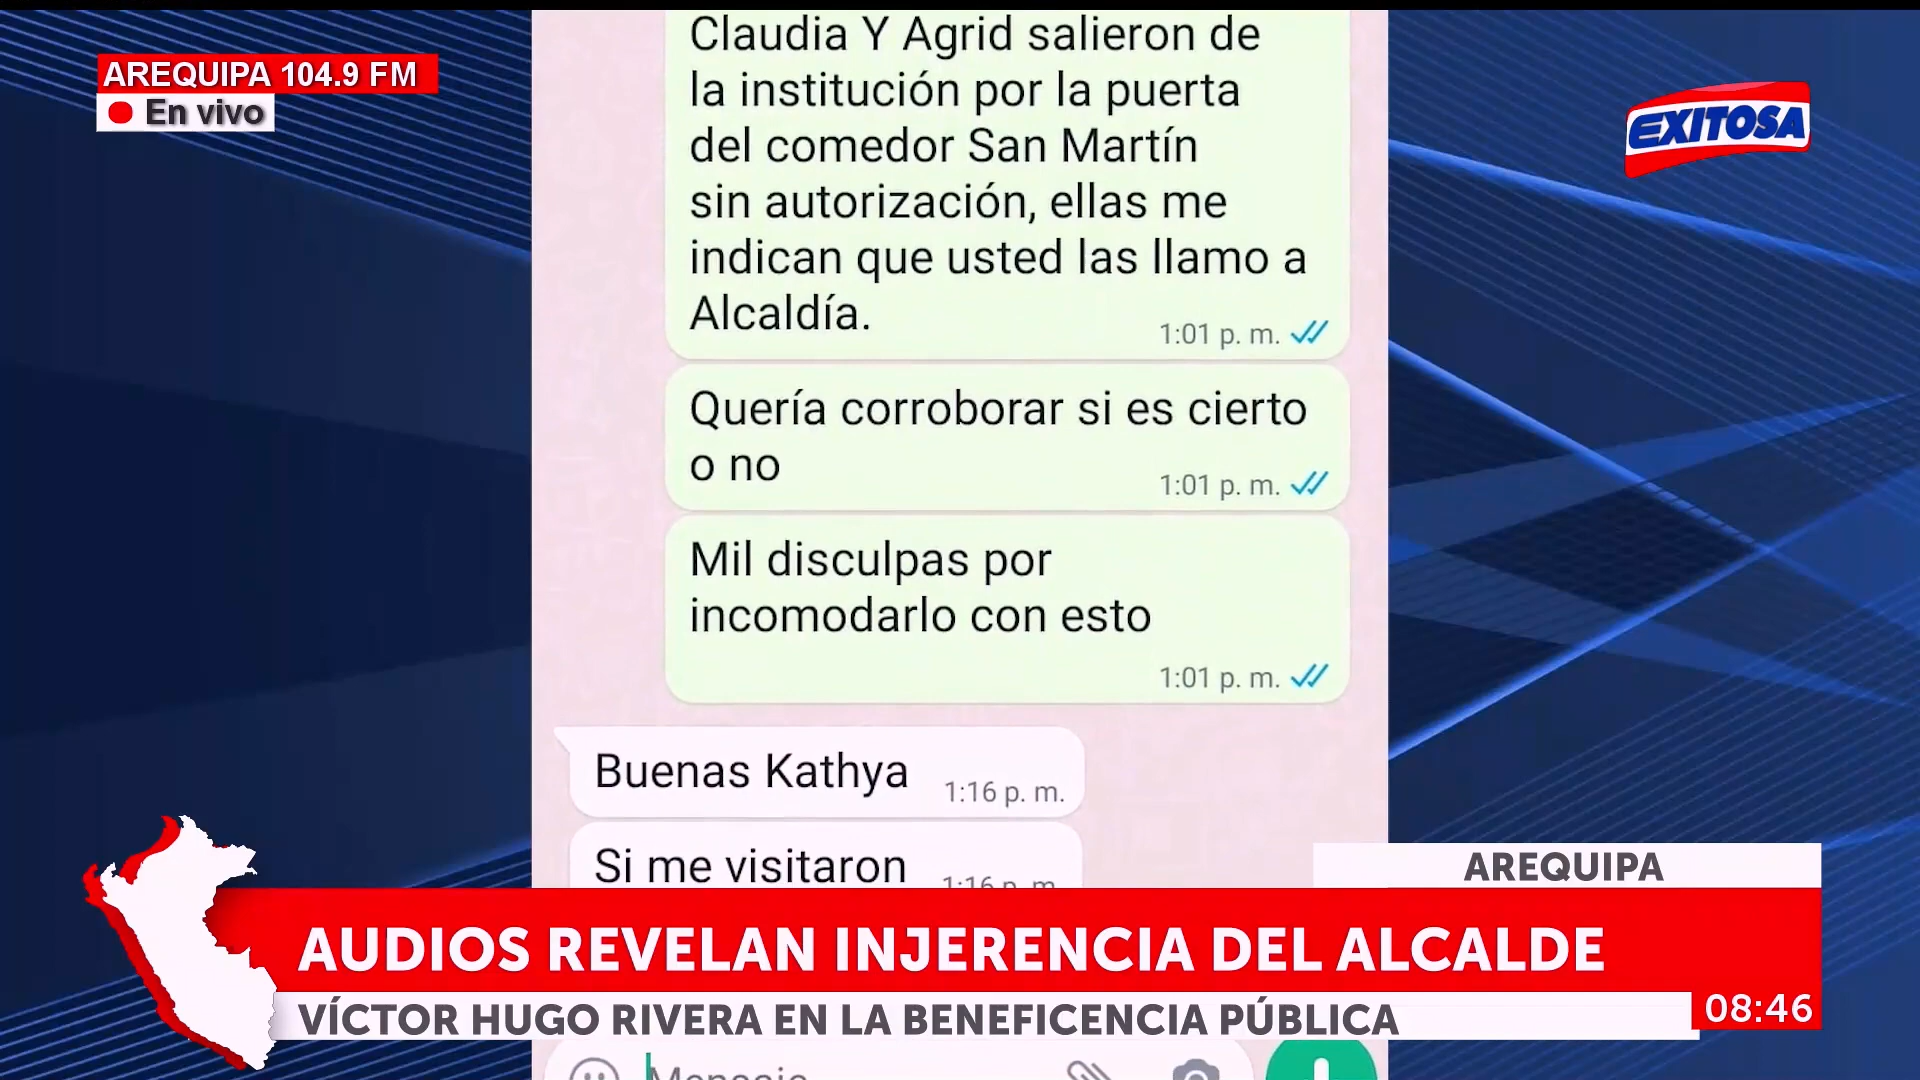 AREQUIPA 104.9 FM
En vivo
EXITOSA
Claudia Y Agrid salieron de
la institución por la puerta
del comedor San Martín
sin autorización, ellas me
indican que usted las llamo a
Alcaldía.
1:01 p. m.
Quería corroborar si es cierto
o no
1:01 p. m.
Mil disculpas por
incomodarlo con esto
1:01 p. m.
Buenas Kathya
1:16 p. m.
Si me visitaron
1:16 p. m.
AREQUIPA
AUDIOS REVELAN INJERENCIA DEL ALCALDE
VÍCTOR HUGO RIVERA EN LA BENEFICENCIA PÚBLICA
08:46
Mensaje